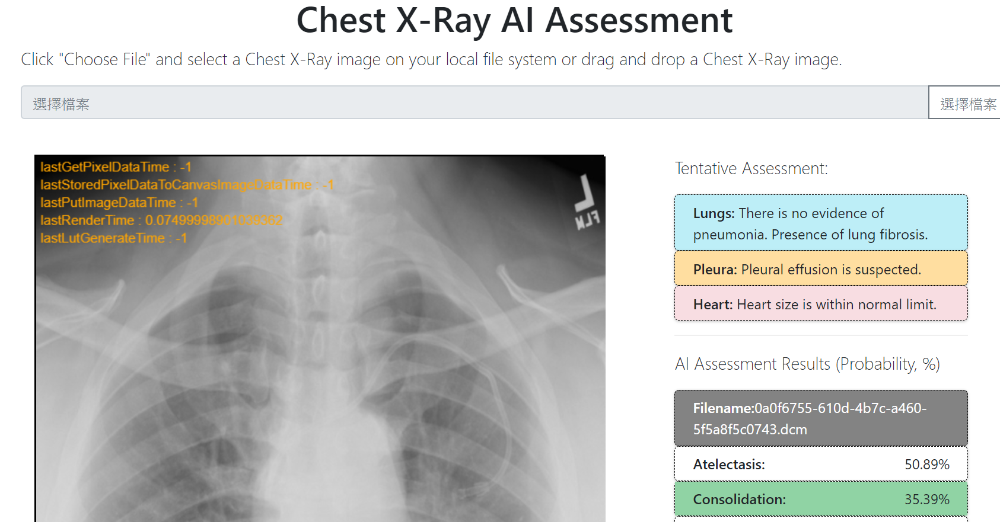 Chest X-Ray AI Assessment
Click "Choose File" and select a Chest X-Ray image on your local file system or drag and drop a Chest X-Ray image.
選擇檔案
選擇檔案
lastGetPixelDataTime : -1
lastStoredPixelDataToCanvasImageDataTime : -1
lastPutImageDataTime : -1
lastRenderTime : 0.07499998901039362
lastLutGenerateTime : -1
L
FLM
Tentative Assessment:
Lungs: There is no evidence of
pneumonia. Presence of lung fibrosis.
Pleura: Pleural effusion is suspected.
Heart: Heart size is within normal limit.
AI Assessment Results (Probability, %)
Filename:0a0f6755-610d-4b7c-a460-
5f5a8f5c0743.dcm
Atelectasis: 50.89%
Consolidation: 35.39%